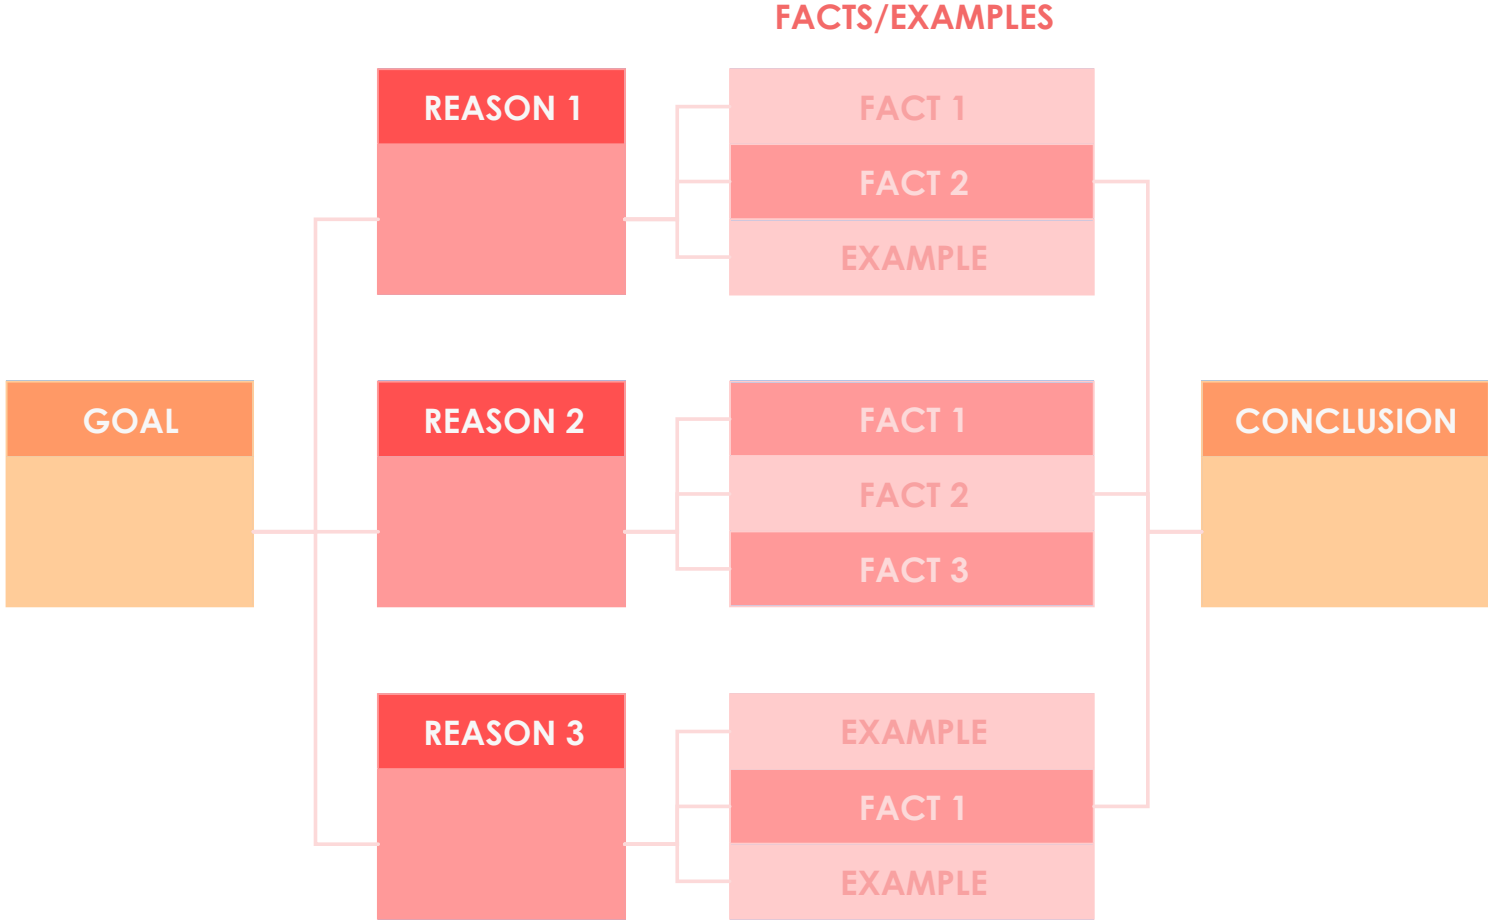 FACTS/EXAMPLES
REASON 1
FACT 1
FACT 2
EXAMPLE
GOAL
REASON 2
FACT 1
FACT 2
FACT 3
CONCLUSION
REASON 3
EXAMPLE
FACT 1
EXAMPLE